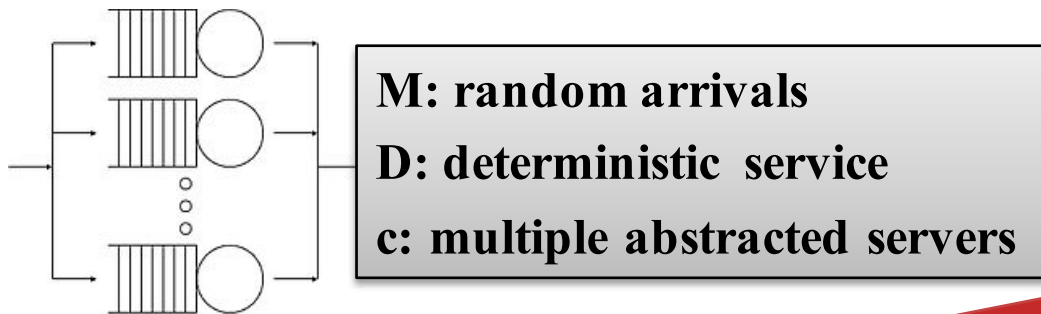 M: random arrivals
D: deterministic service
c: multiple abstracted servers